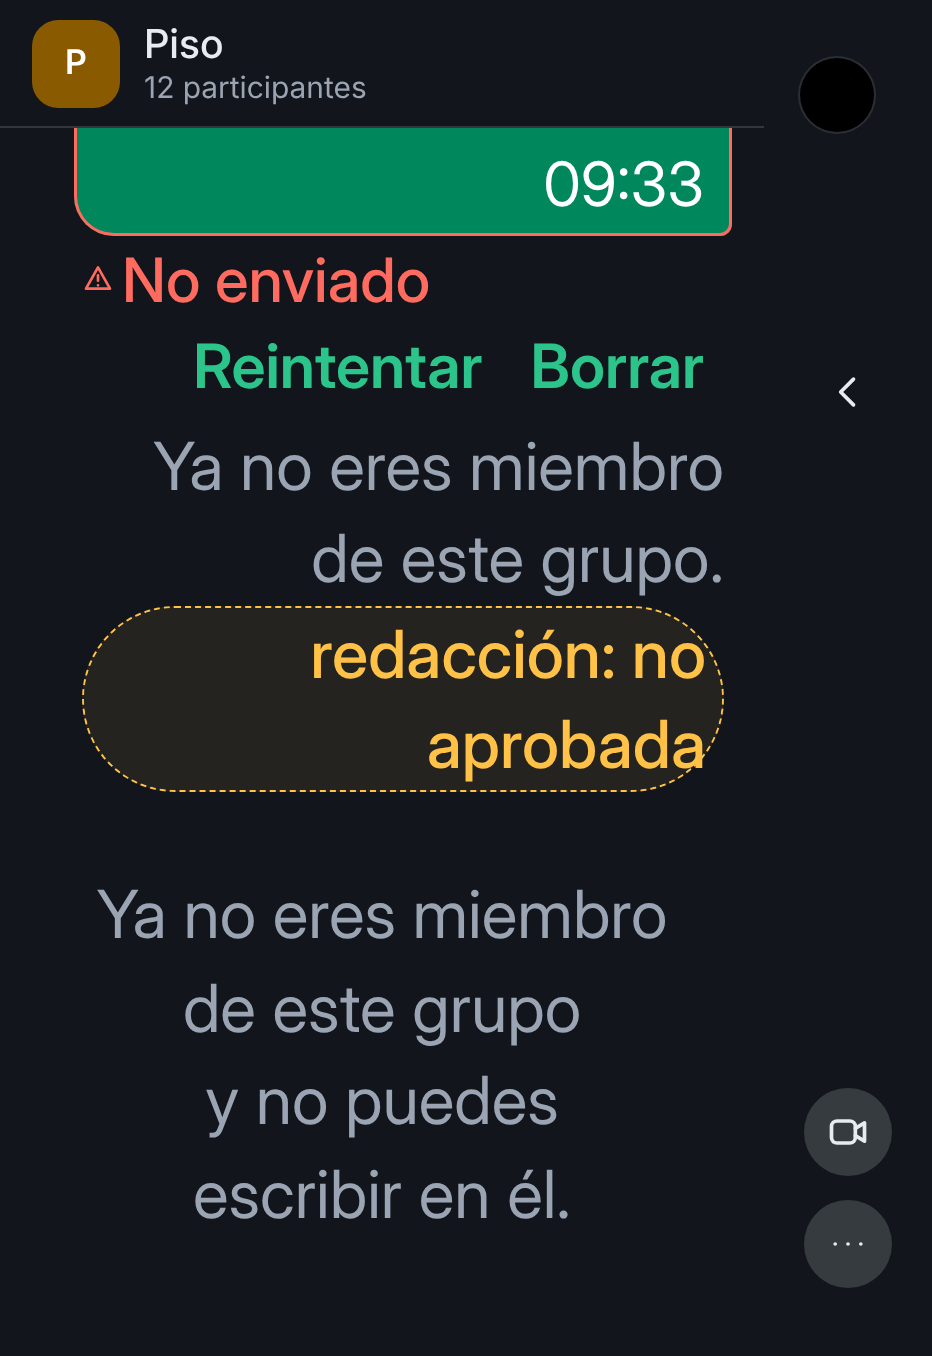 P
Piso
12 participantes
09:33
No enviado
Reintentar Borrar
Ya no eres miembro
de este grupo.
redacción: no
aprobada
Ya no eres miembro
de este grupo
y no puedes
escribir en él.